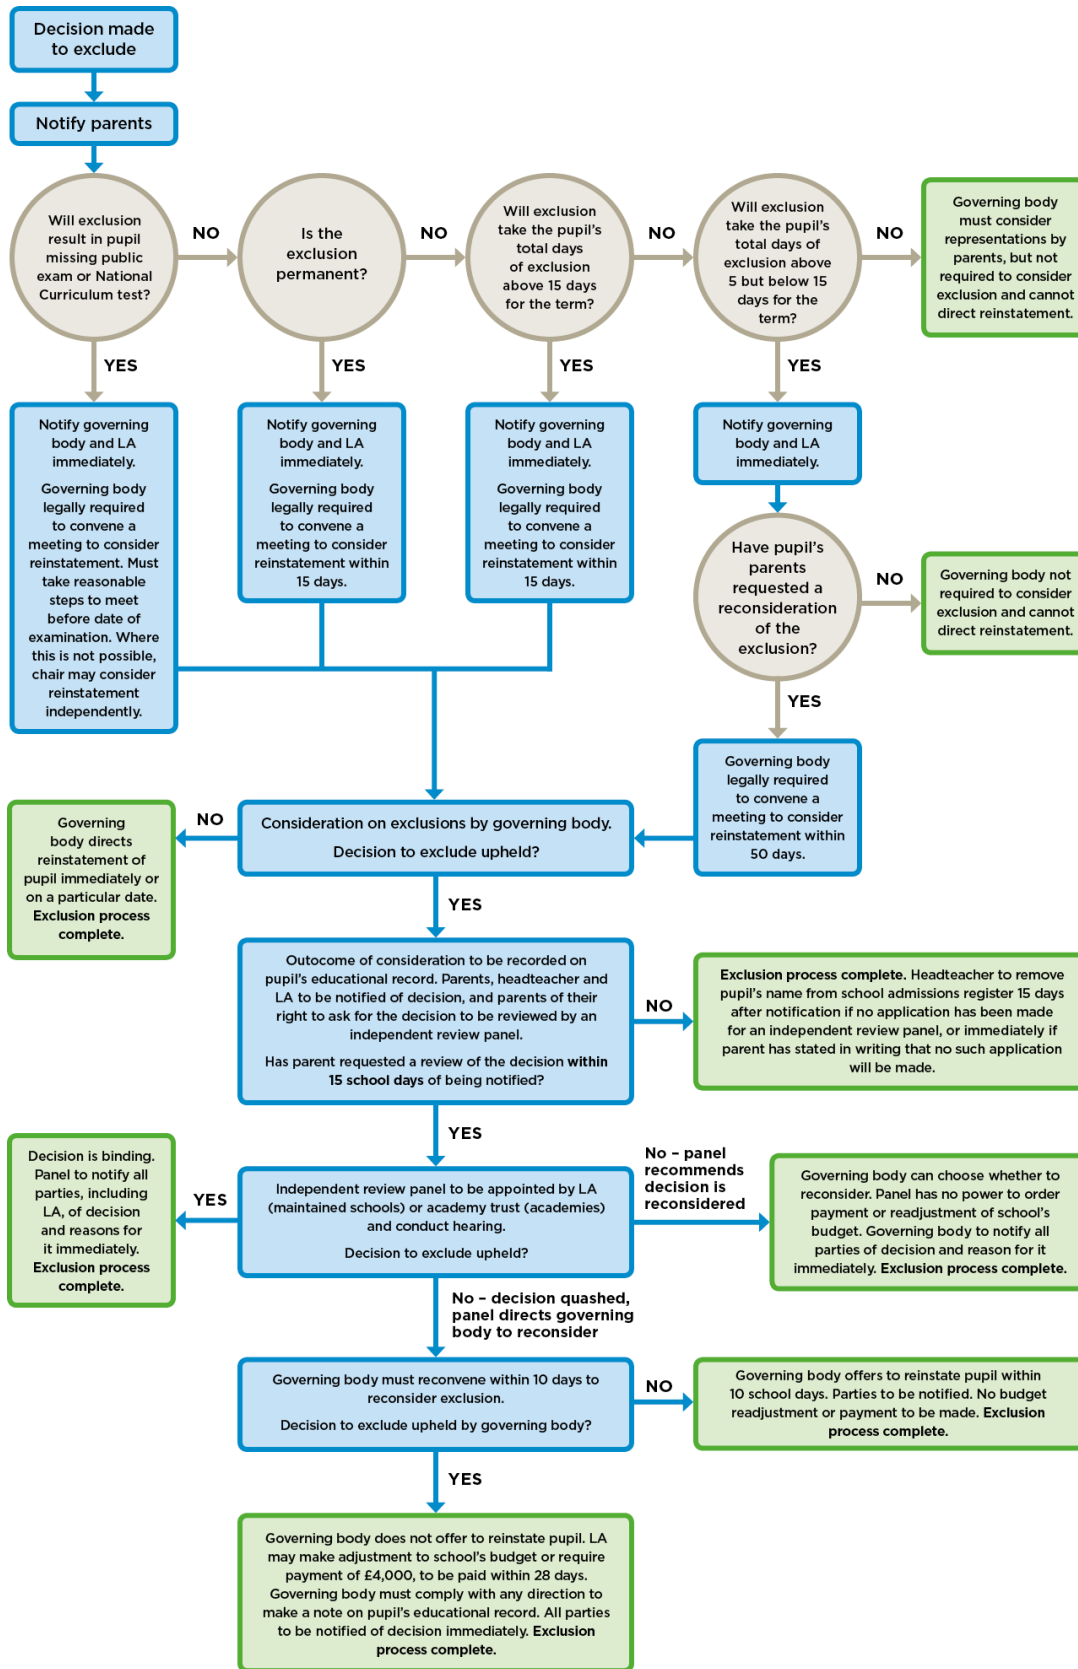 Decision made
to exclude
Notify parents
Will exclusion
result in pupil
missing public
exam or National
Curriculum test?
NO
Is the
exclusion
permanent?
NO
Will exclusion
take the pupil's
total days
of exclusion
above 15 days
for the term?
NO
Will exclusion
take the pupil's
total days of
exclusion above
5 but below 15
days for the
term?
NO
Governing body
must consider
representations by
parents, but not
required to consider
exclusion and cannot
direct reinstatement.
YES
YES
YES
YES
Notify governing
body and LA
immediately.
Governing body
legally required
to convene a
meeting to consider
reinstatement. Must
take reasonable
steps to meet
before date of
examination. Where
this is not possible,
chair may consider
reinstatement
independently.
Notify governing
body and LA
immediately.
Governing body
legally required
to convene a
meeting to consider
reinstatement within
15 days.
Notify governing
body and LA
immediately.
Governing body
legally required
to convene a
meeting to consider
reinstatement within
15 days.
Notify governing
body and LA
immediately.
Have pupil's
parents
requested a
reconsideration
of the
exclusion?
NO
Governing body not
required to consider
exclusion and cannot
direct reinstatement.
YES
Governing body
legally required
to convene a
meeting to consider
reinstatement within
50 days.
Consideration on exclusions by governing body.
Decision to exclude upheld?
NO
Governing
body directs
reinstatement of
pupil immediately or
on a particular date.
Exclusion process
complete.
YES
Outocome of consideration to be recorded on
pupil's educational record. Parents, headteacher and
LA to be notified of decision, and parents of their
right to ask for the decision to be reviewed by an
independent review panel.
Has parent requested a review of the decision within
15 school days of being notified?
NO
Exclusion process complete. Headteacher to remove
pupil's name from school admissions register 15 days
after notification if no application has been made
for an independent review panel, or immediately if
parent has stated in writing that no such application
will be made.
YES
Independent review panel to be appointed by LA
(maintained schools) or academy trust (academies)
and conduct hearing.
Decision to exclude upheld?
YES
Decision is binding.
Panel to notify all
parties, including
LA, of decision
and reasons for
it immediately.
Exclusion process
complete.
No – panel
recommends
decision is
reconsidered
Governing body can choose whether to
reconsider. Panel has no power to order
payment or readjustment of school's
budget. Governing body to notify all
parties of decision and reason for it
immediately. Exclusion process complete.
No – decision quashed,
panel directs governing
body to reconsider
Governing body must reconvene within 10 days to
reconsider exclusion.
Decision to exclude upheld by governing body?
NO
Governing body offers to reinstate pupil within
10 school days. Parties to be notified. No budget
readjustment or payment to be made. Exclusion
process complete.
YES
Governing body does not offer to reinstate pupil. LA
may make adjustment to school's budget or require
payment of £4,000, to be paid within 28 days.
Governing body must comply with any direction to
make a note on pupil's educational record. All parties
to be notified of decision immediately. Exclusion
process complete.